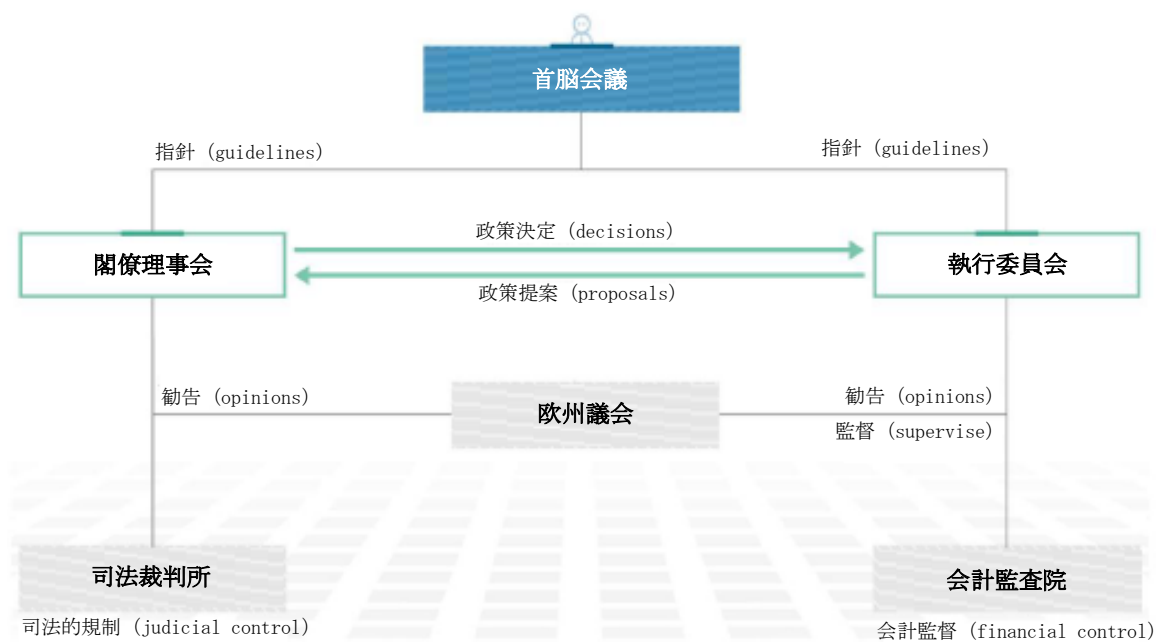 首脳会議
指針 (guidelines)
指針 (guidelines)
閣僚理事会
政策決定 (decisions)
政策提案 (proposals)
執行委員会
勧告 (opinions)
欧州議会
勧告 (opinions)
監督 (supervise)
司法裁判所
会計監査院
司法的規制 (judicial control)
会計監督 (financial control)